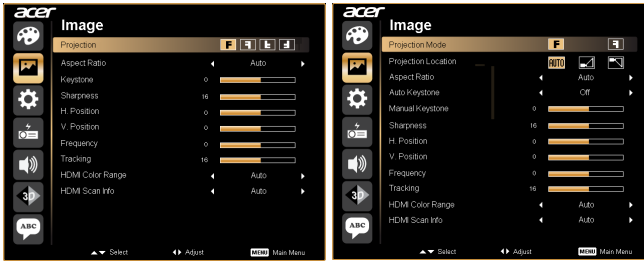 acer
Image
Projection F F F F
Aspect Ratio Auto
Keystone 0
Sharpness 16
H. Position 0
V. Position 0
Frequency 0
Tracking 16
HDMI Color Range Auto
HDMI Scan Info Auto
3D
ABC
Select Adjust MENU Main Menu
acer
Image
Projection Mode F F
Projection Location AUTO
Aspect Ratio Auto
Auto Keystone Off
Manual Keystone 0
Sharpness 16
H. Position 0
V. Position 0
Frequency 0
Tracking 16
HDMI Color Range Auto
HDMI Scan Info Auto
3D
ABC
Select Adjust MENU Main Menu